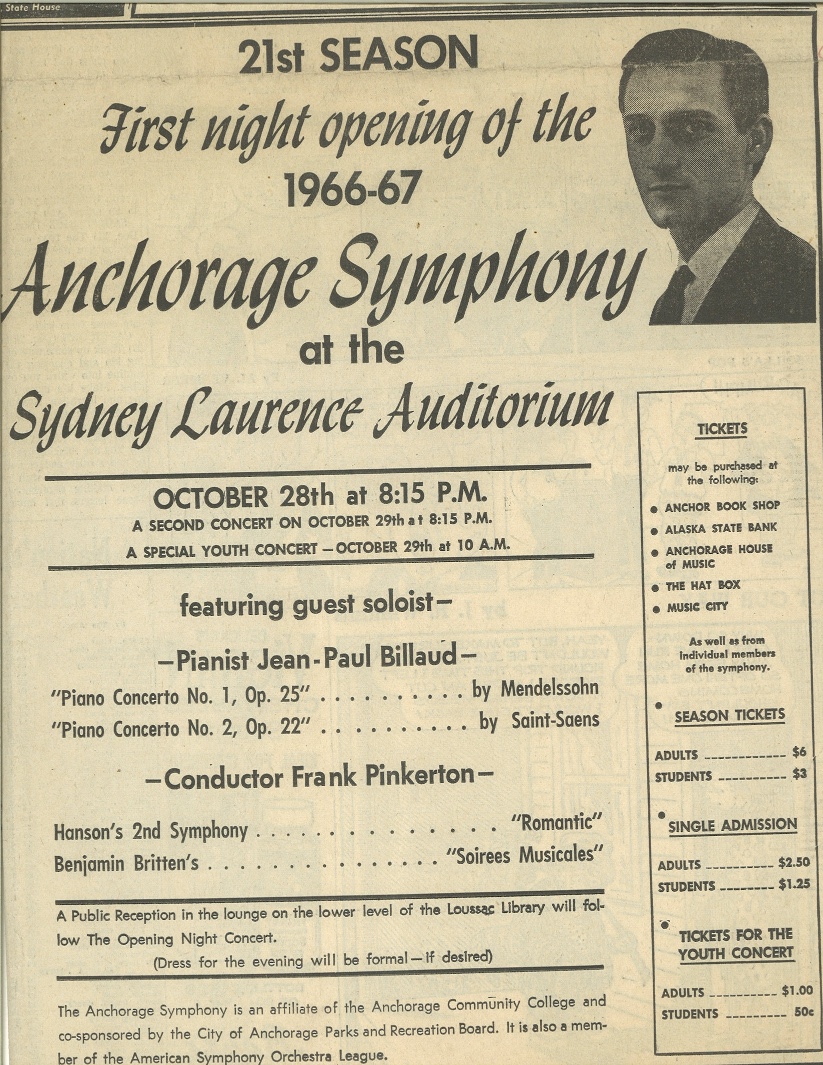 State House
21st SEASON
First night opening of the
1966-67
Anchorage Symphony
at the
Sydney Laurence Auditorium
OCTOBER 28th at 8:15 P.M.
A SECOND CONCERT ON OCTOBER 29th at 8:15 P.M.
A SPECIAL YOUTH CONCERT — OCTOBER 29th at 10 A.M.
featuring guest soloist—
—Pianist Jean-Paul Billaud—
"Piano Concerto No. 1, Op. 25" . . . . . . . . . . by Mendelssohn
"Piano Concerto No. 2, Op. 22" . . . . . . . . . . by Saint-Saens
—Conductor Frank Pinkerton—
Hanson's 2nd Symphony . . . . . . . . . . . . . . . "Romantic"
Benjamin Britten's . . . . . . . . . . . . . . . "Soirees Musicales"
A Public Reception in the lounge on the lower level of the Loussac Library will fol-
low The Opening Night Concert.
(Dress for the evening will be formal — if desired)
The Anchorage Symphony is an affiliate of the Anchorage Community College and
co-sponsored by the City of Anchorage Parks and Recreation Board. It is also a mem-
ber of the American Symphony Orchestra League.
TICKETS
may be purchased at
the following:
● ANCHOR BOOK SHOP
● ALASKA STATE BANK
● ANCHORAGE HOUSE
of MUSIC
● THE HAT BOX
● MUSIC CITY
As well as from
individual members
of the symphony.
● SEASON TICKETS
ADULTS ------------ $6
STUDENTS --------- $3
● SINGLE ADMISSION
ADULTS ---------- $2.50
STUDENTS -------- $1.25
● TICKETS FOR THE
YOUTH CONCERT
ADULTS ---------- $1.00
STUDENTS --------- 50c